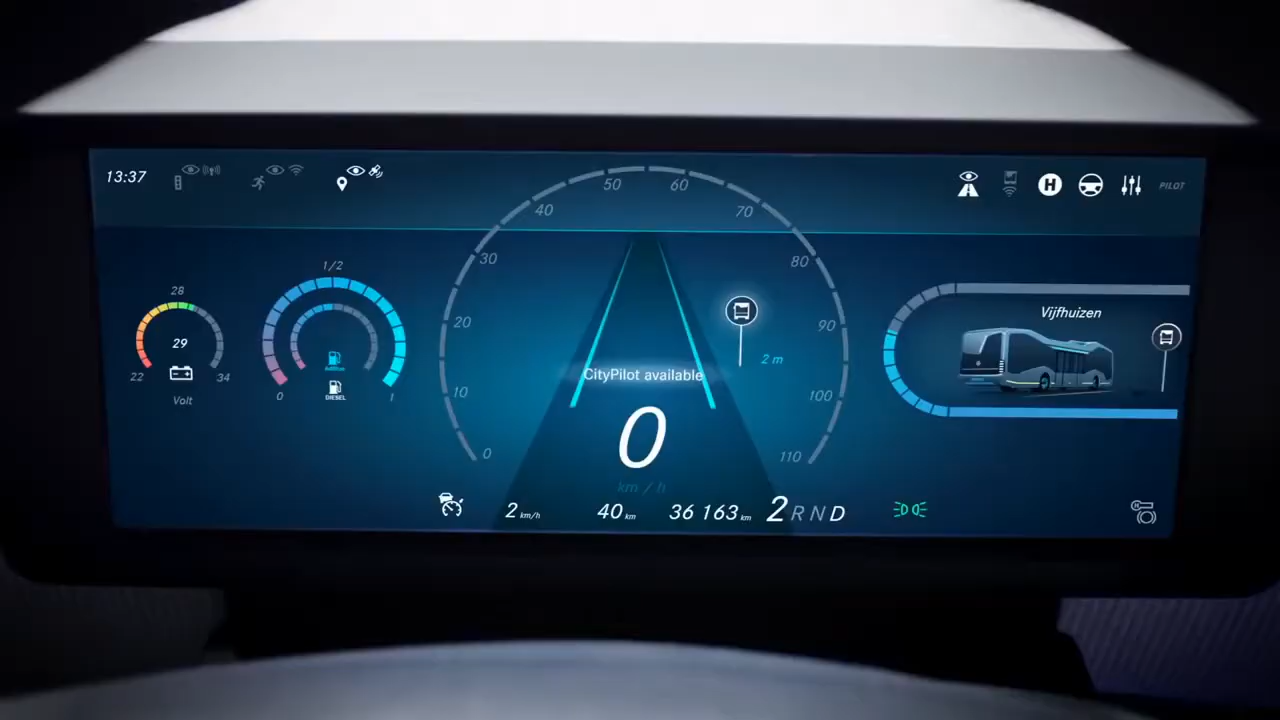 13:37
PILOT
50 60
40 70
30 80
20 90
10 100
0 110
28
29
22 34
Volt
1/2
0 1
DIESEL
2 m
CityPilot available
0
km / h
Vijfhuizen
H
2 km/h 40 km 36 163 km 2 R N D